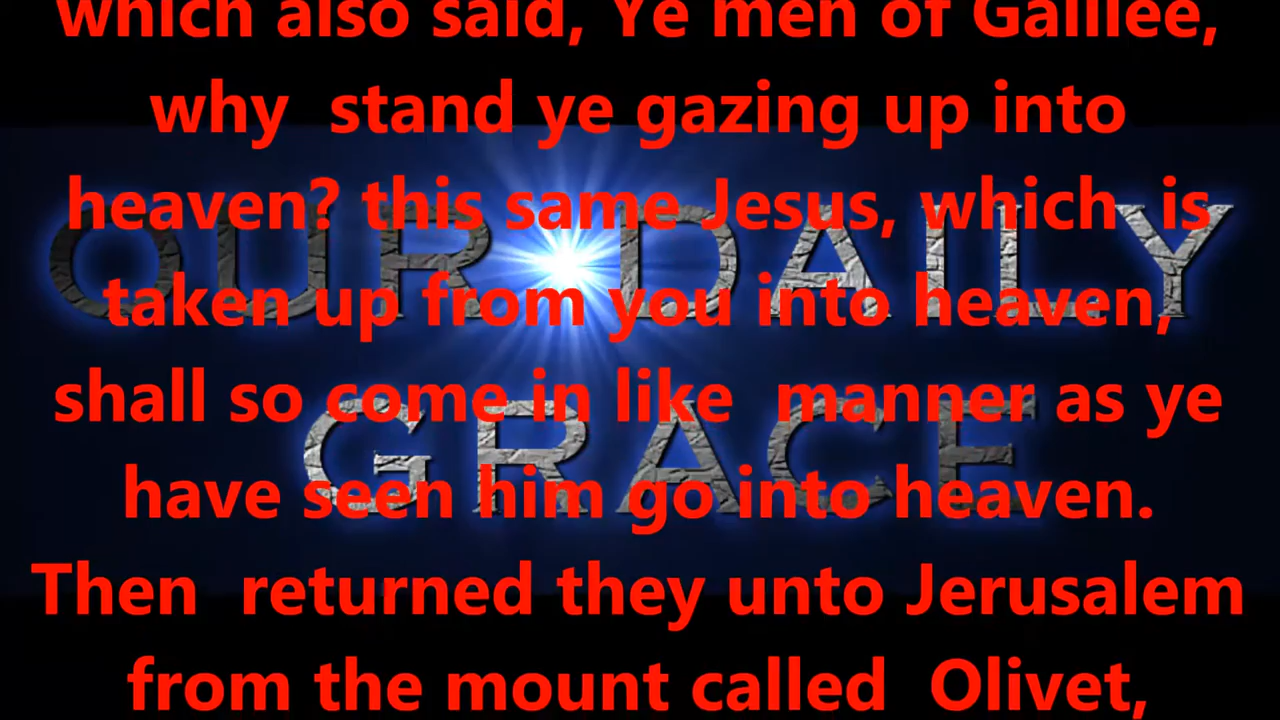 which also said, Ye men of Galilee,
why stand ye gazing up into
heaven? this same Jesus, which is
taken up from you into heaven,
shall so come in like manner as ye
have seen him go into heaven.
Then returned they unto Jerusalem
from the mount called Olivet,
OUR DAILY
GRACE